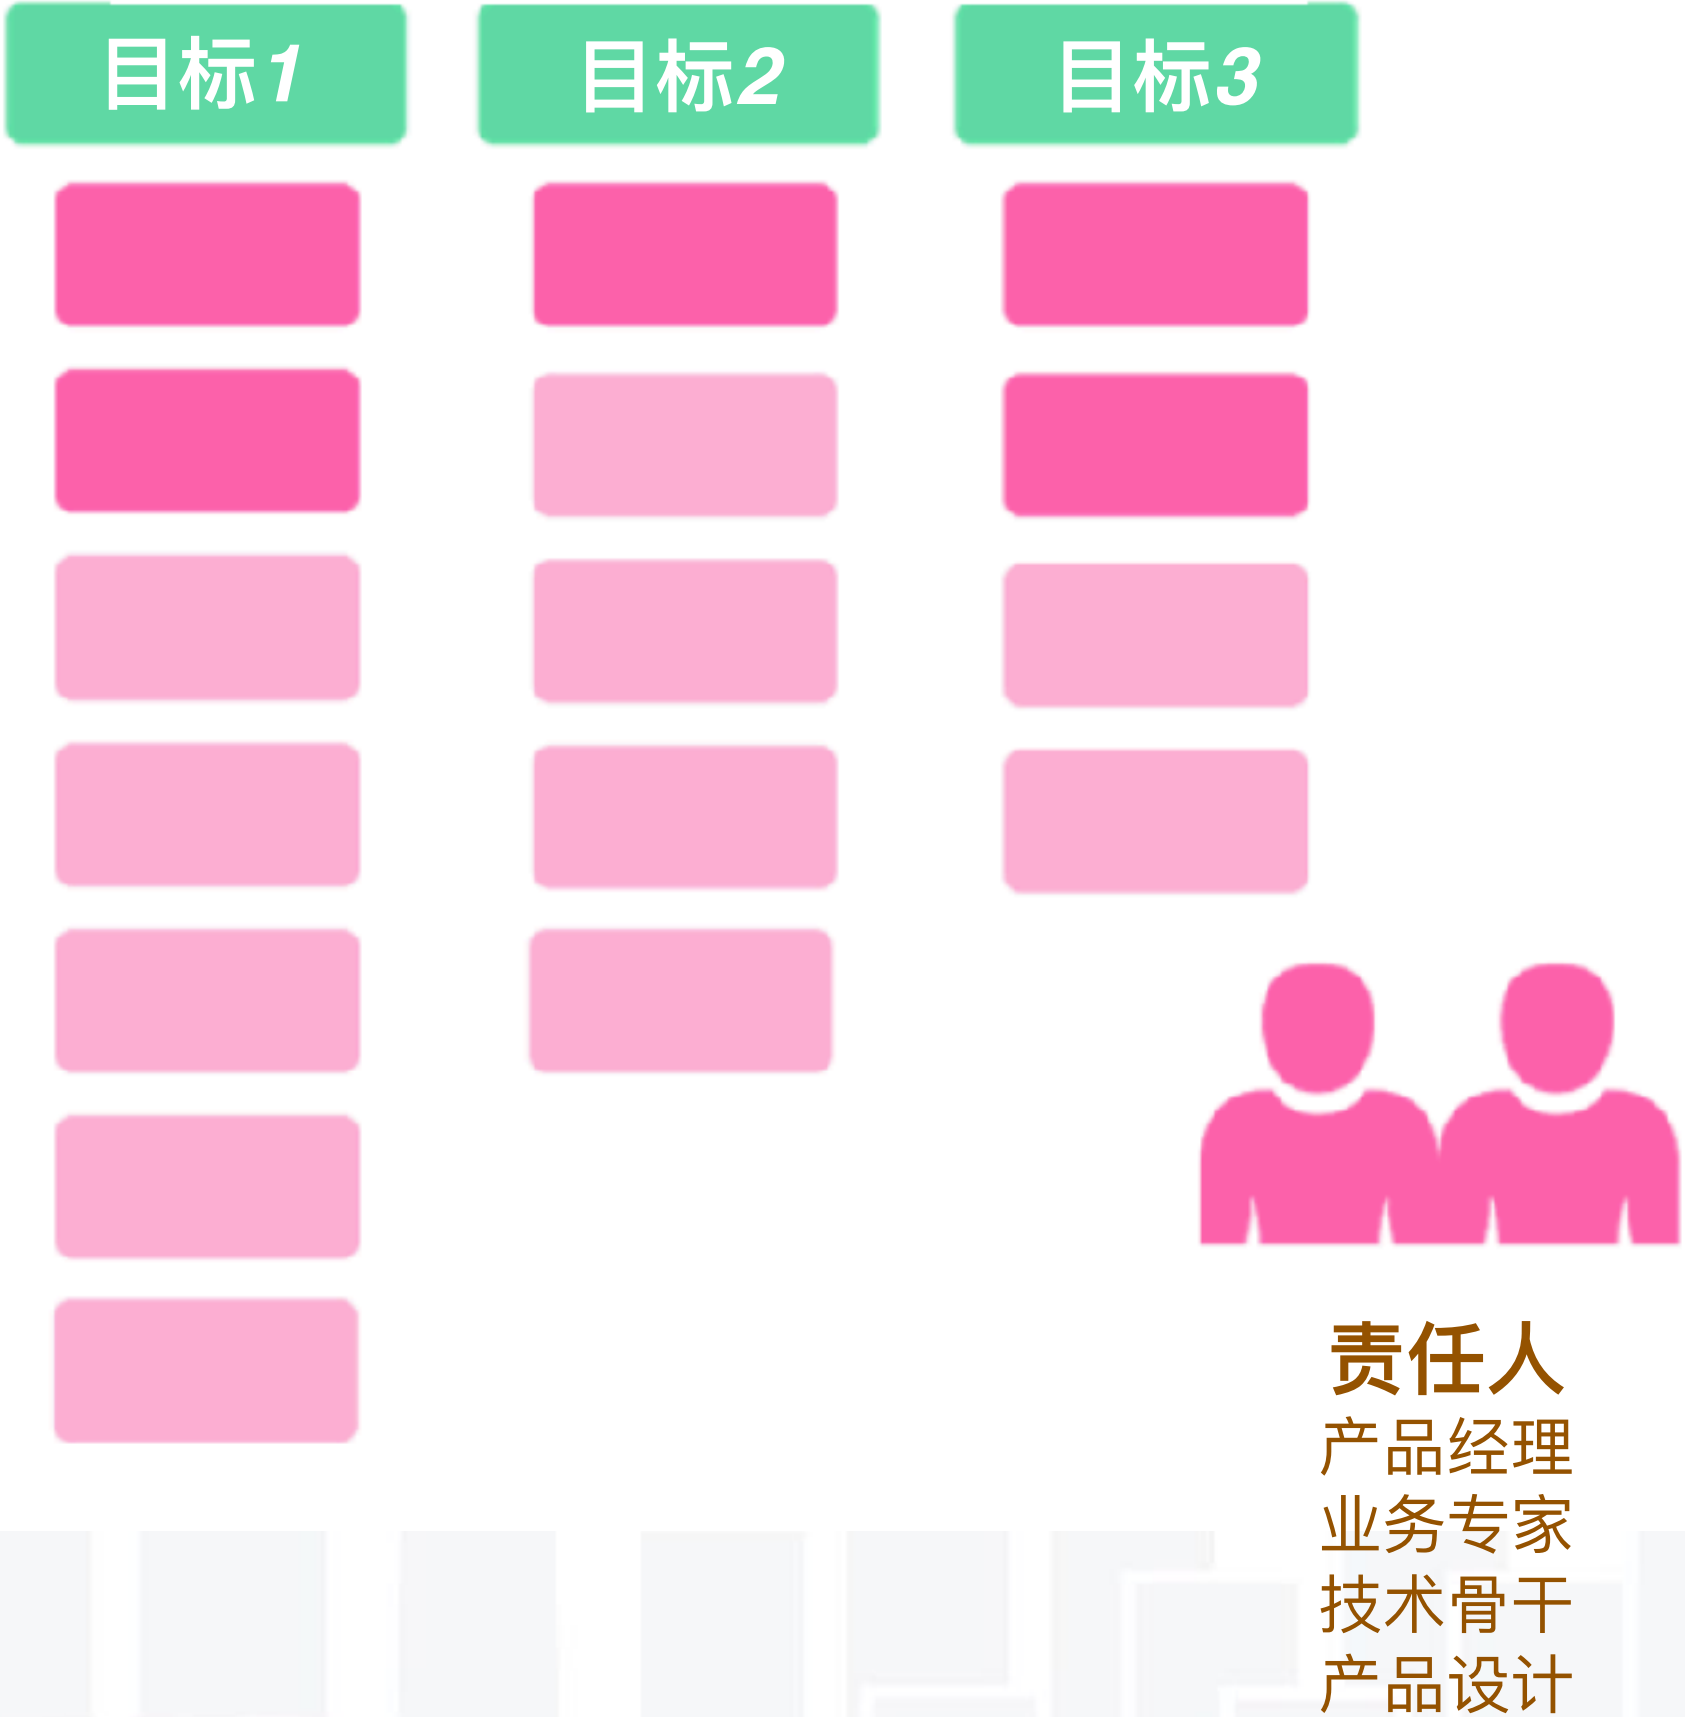 目标1
目标2
目标3
责任人
产品经理
业务专家
技术骨干
产品设计